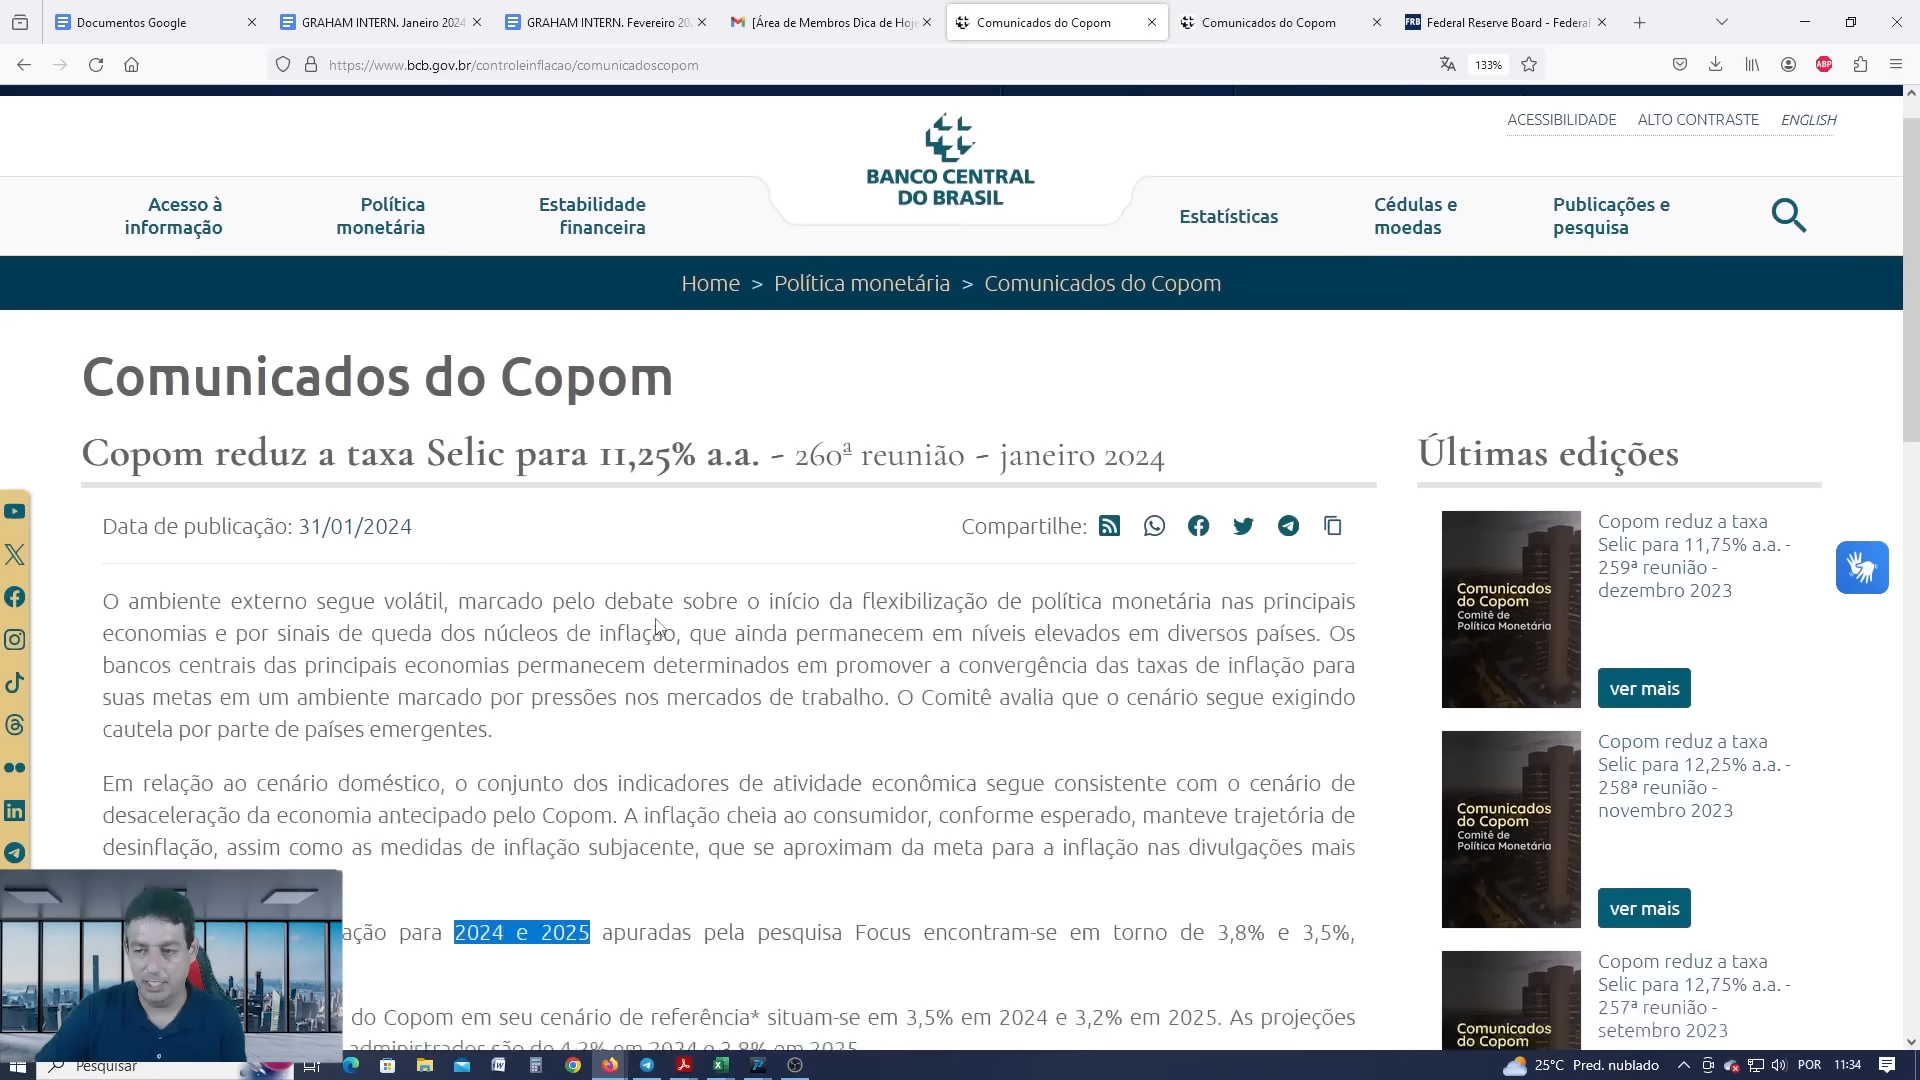 Documentos Google
GRAHAM INTERN. Janeiro 2024
GRAHAM INTERN. Fevereiro 20
[Área de Membros Dica de Hoje
Comunicados do Copom
Comunicados do Copom
FRB
Federal Reserve Board - Federal
https://www.bcb.gov.br/controleinflacao/comunicadoscopom
133%
ABP
ACESSIBILIDADE
ALTO CONTRASTE
ENGLISH
BANCO CENTRAL
DO BRASIL
Acesso à
informação
Política
monetária
Estabilidade
financeira
Estatísticas
Cédulas e
moedas
Publicações e
pesquisa
Home > Política monetária > Comunicados do Copom
Comunicados do Copom
Copom reduz a taxa Selic para 11,25% a.a. - 260ª reunião - janeiro 2024
Data de publicação: 31/01/2024
Compartilhe:
O ambiente externo segue volátil, marcado pelo debate sobre o início da flexibilização de política monetária nas principais
economias e por sinais de queda dos núcleos de inflação, que ainda permanecem em níveis elevados em diversos países. Os
bancos centrais das principais economias permanecem determinados em promover a convergência das taxas de inflação para
suas metas em um ambiente marcado por pressões nos mercados de trabalho. O Comitê avalia que o cenário segue exigindo
cautela por parte de países emergentes.
Em relação ao cenário doméstico, o conjunto dos indicadores de atividade econômica segue consistente com o cenário de
desaceleração da economia antecipado pelo Copom. A inflação cheia ao consumidor, conforme esperado, manteve trajetória de
desinflação, assim como as medidas de inflação subjacente, que se aproximam da meta para a inflação nas divulgações mais
ação para 2024 e 2025 apuradas pela pesquisa Focus encontram-se em torno de 3,8% e 3,5%,
do Copom em seu cenário de referência* situam-se em 3,5% em 2024 e 3,2% em 2025. As projeções
administrados são de 4,2% em 2024 e 3,8% em 2025
Últimas edições
Comunicados
do Copom
Comitê de
Política Monetária
Copom reduz a taxa
Selic para 11,75% a.a. -
259ª reunião -
dezembro 2023
ver mais
Comunicados
do Copom
Comitê de
Política Monetária
Copom reduz a taxa
Selic para 12,25% a.a. -
258ª reunião -
novembro 2023
ver mais
Comunicados
do Copom
Copom reduz a taxa
Selic para 12,75% a.a. -
257ª reunião -
setembro 2023
Pesquisar
25°C Pred. nublado
POR
11:34